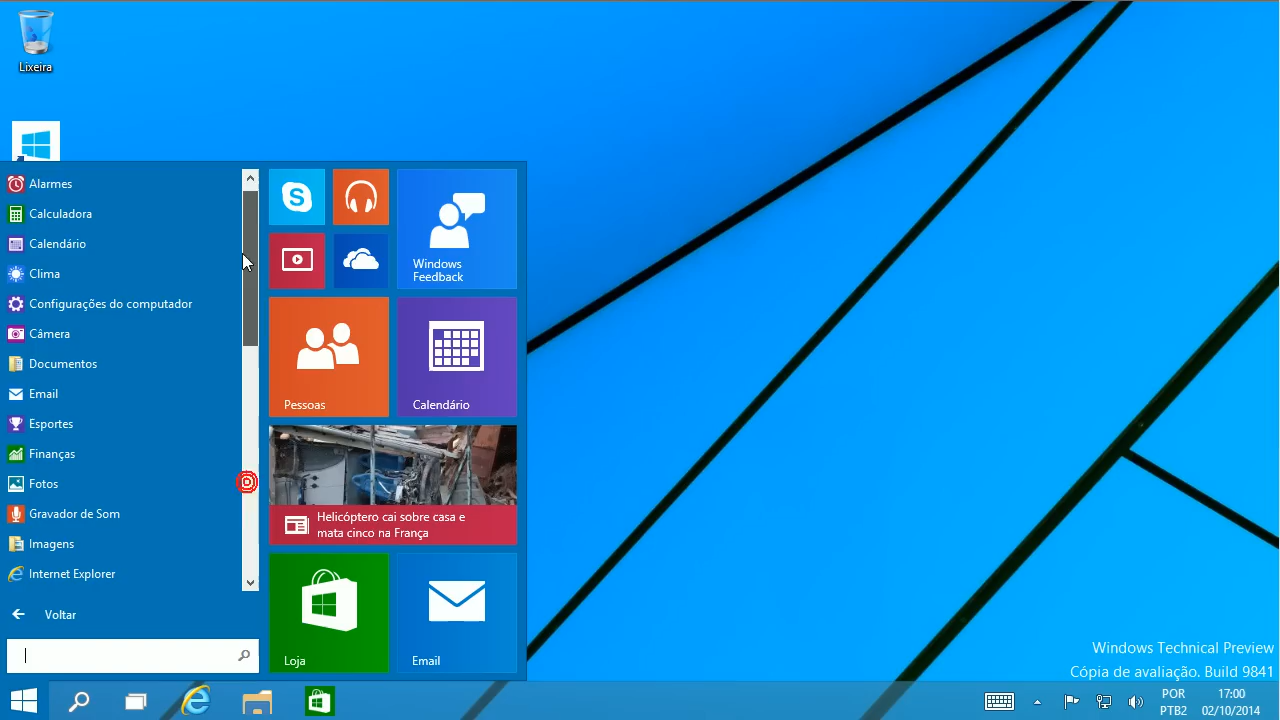 Lixeira
Alarmes
Calculadora
Calendário
Clima
Configurações do computador
Câmera
Documentos
Email
Esportes
Finanças
Fotos
Gravador de Som
Imagens
Internet Explorer
Voltar
Windows
Feedback
Pessoas
Calendário
Helicóptero cai sobre casa e
mata cinco na França
Loja
Email
Windows Technical Preview
Cópia de avaliação. Build 9841
POR
PTB2
17:00
02/10/2014